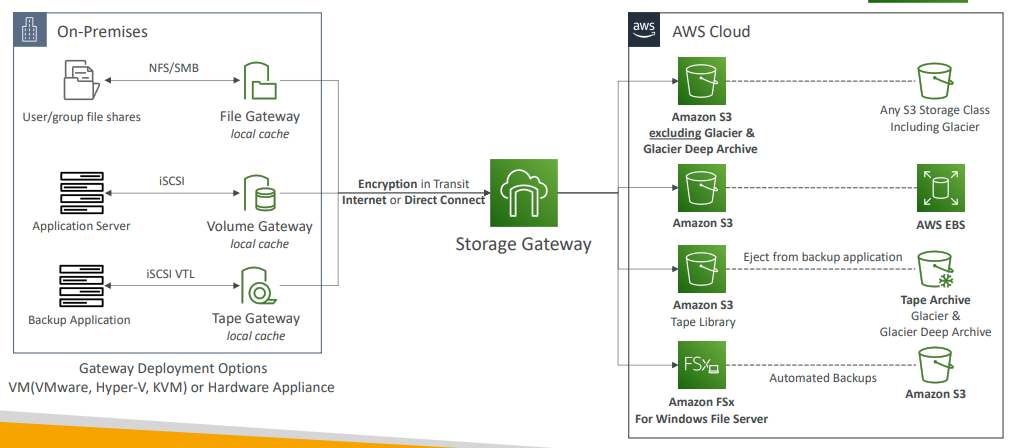 On-Premises
NFS/SMB
User/group file shares
File Gateway
local cache
iSCSI
Application Server
Volume Gateway
local cache
iSCSI VTL
Backup Application
Tape Gateway
local cache
Gateway Deployment Options
VM(VMware, Hyper-V, KVM) or Hardware Appliance
Encryption in Transit
Internet or Direct Connect
Storage Gateway
aws
AWS Cloud
Amazon S3
excluding Glacier &
Glacier Deep Archive
Any S3 Storage Class
Including Glacier
Amazon S3
AWS EBS
Amazon S3
Tape Library
Eject from backup application
Tape Archive
Glacier &
Glacier Deep Archive
FSx
Amazon FSx
For Windows File Server
Automated Backups
Amazon S3